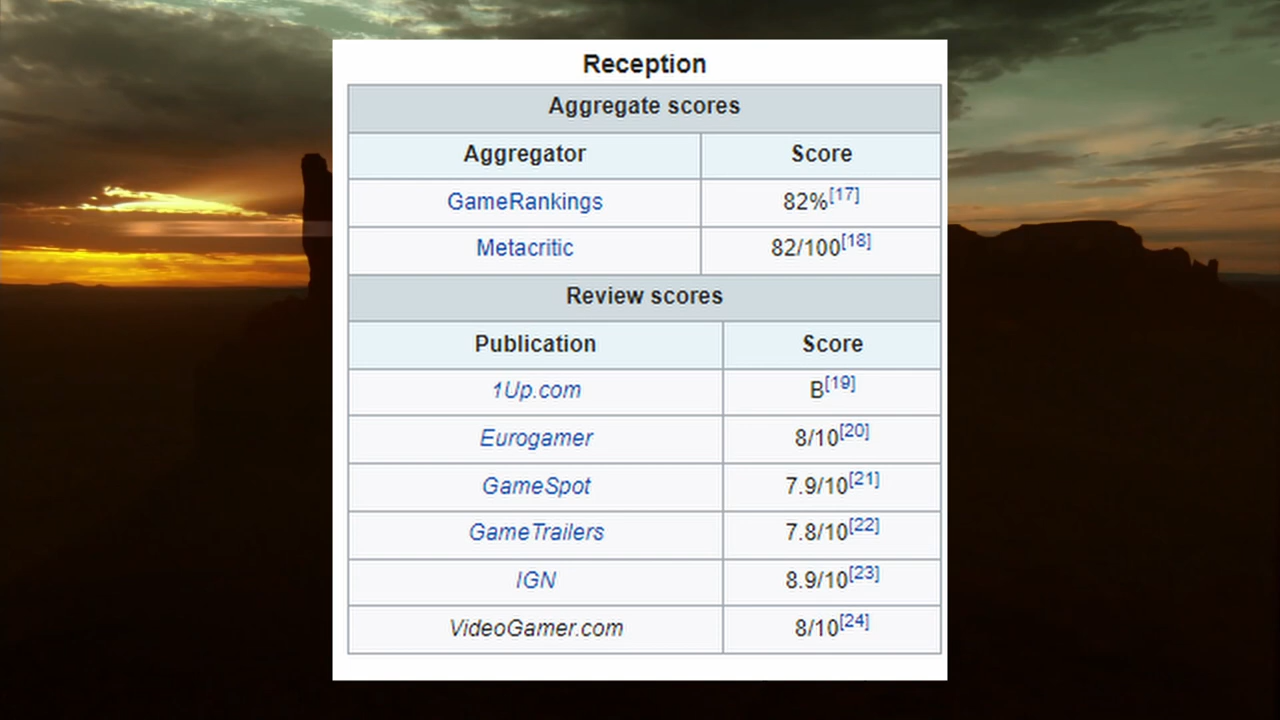 Reception
Aggregate scores
Aggregator Score
GameRankings 82%[17]
Metacritic 82/100[18]
Review scores
Publication Score
1Up.com B[19]
Eurogamer 8/10[20]
GameSpot 7.9/10[21]
GameTrailers 7.8/10[22]
IGN 8.9/10[23]
VideoGamer.com 8/10[24]